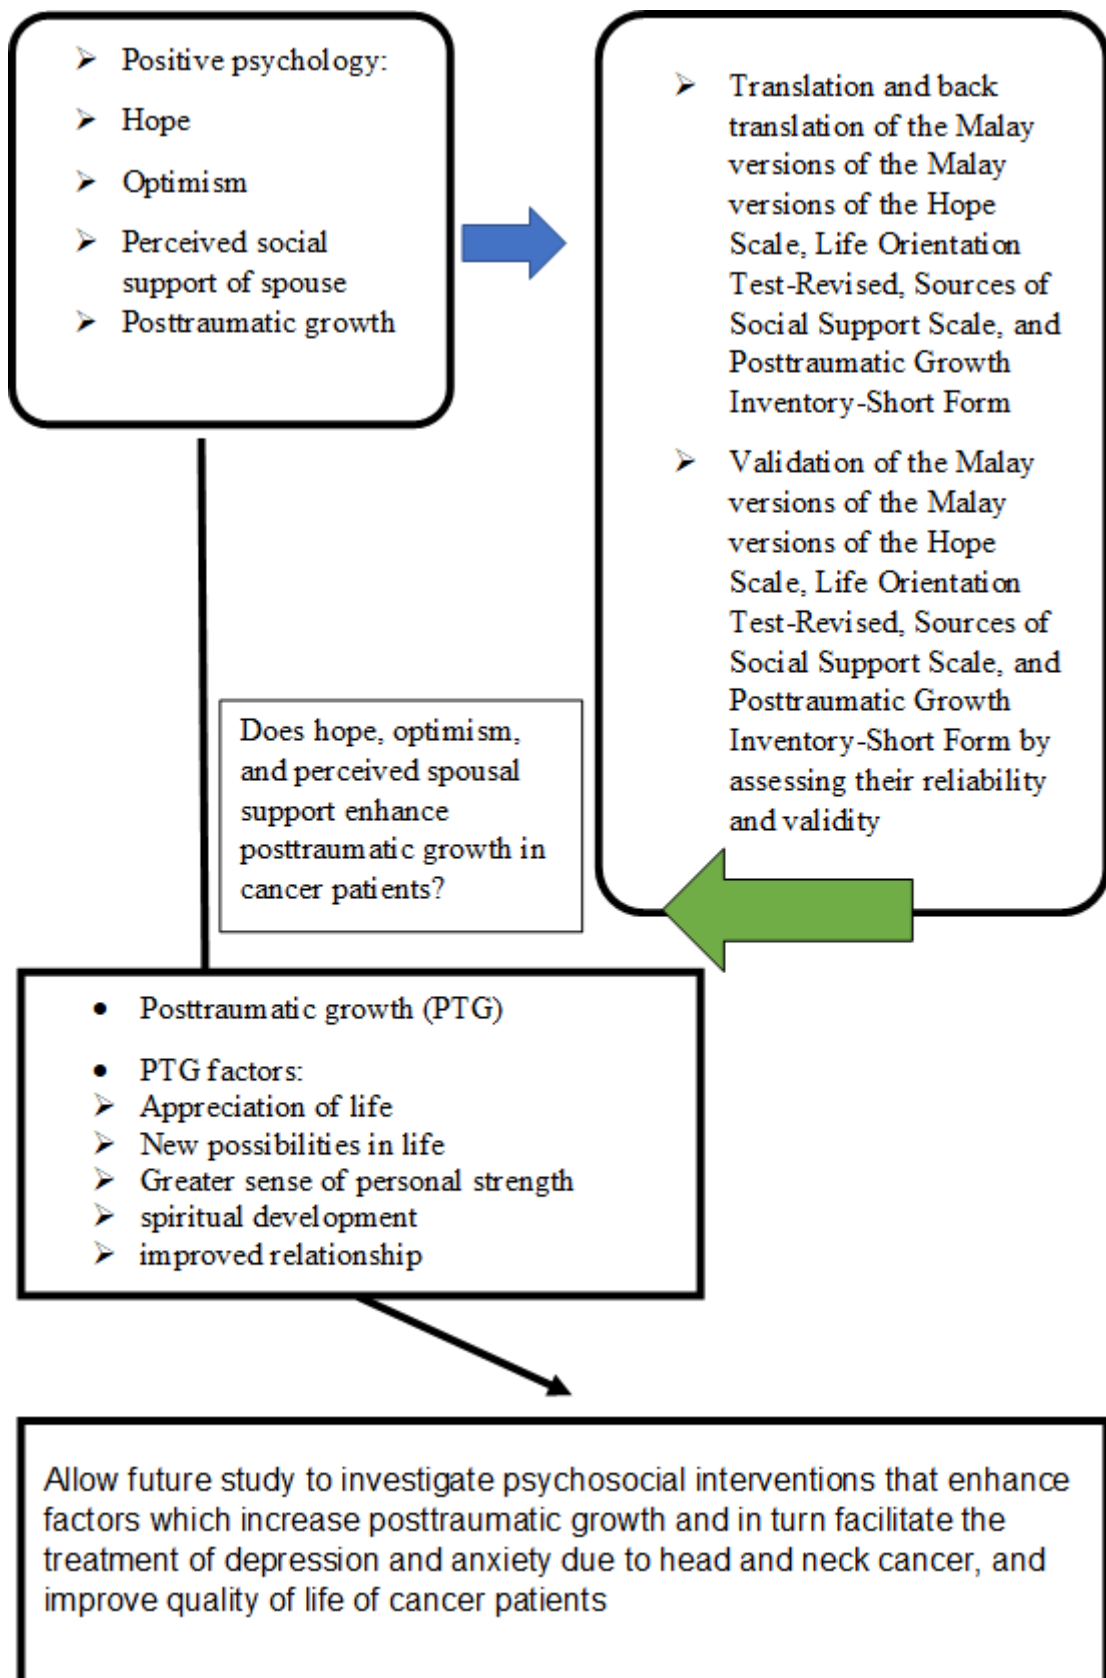 ➢ Positive psychology:
➢ Hope
➢ Optimism
➢ Perceived social
support of spouse
➢ Posttraumatic growth
➢ Translation and back
translation of the Malay
versions of the Malay
versions of the Hope
Scale, Life Orientation
Test-Revised, Sources of
Social Support Scale, and
Posttraumatic Growth
Inventory-Short Form
➢ Validation of the Malay
versions of the Malay
versions of the Hope
Scale, Life Orientation
Test-Revised, Sources of
Social Support Scale, and
Posttraumatic Growth
Inventory-Short Form by
assessing their reliability
and validity
Does hope, optimism,
and perceived spousal
support enhance
posttraumatic growth in
cancer patients?
• Posttraumatic growth (PTG)
• PTG factors:
➢ Appreciation of life
➢ New possibilities in life
➢ Greater sense of personal strength
➢ spiritual development
➢ improved relationship
Allow future study to investigate psychosocial interventions that enhance
factors which increase posttraumatic growth and in turn facilitate the
treatment of depression and anxiety due to head and neck cancer, and
improve quality of life of cancer patients